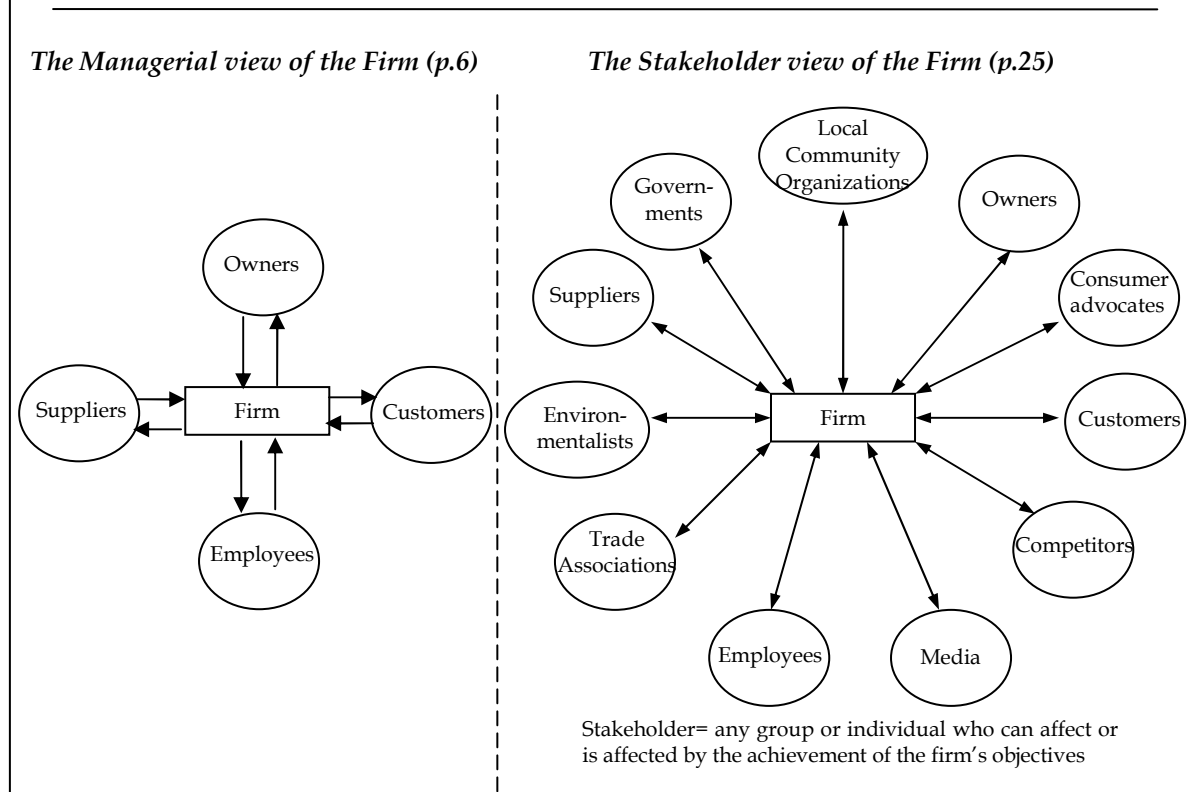 The Managerial view of the Firm (p.6)
Owners
Suppliers
Firm
Customers
Employees
The Stakeholder view of the Firm (p.25)
Local
Community
Organizations
Govern-
ments
Owners
Suppliers
Consumer
advocates
Environ-
mentalists
Firm
Customers
Trade
Associations
Competitors
Employees
Media
Stakeholder= any group or individual who can affect or
is affected by the achievement of the firm's objectives